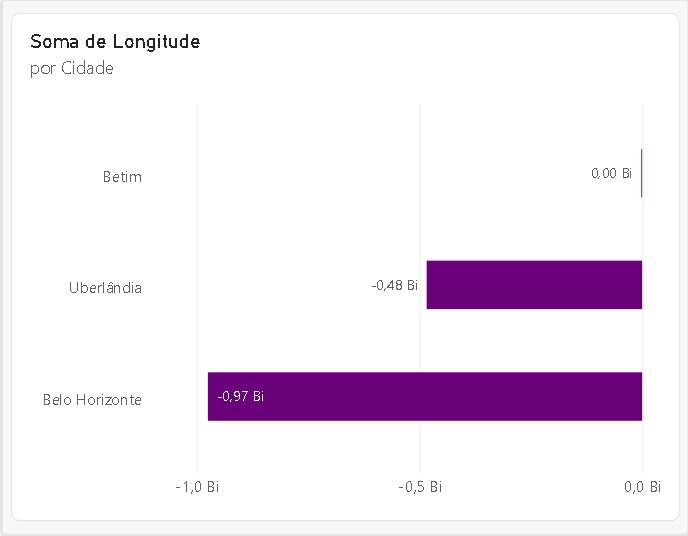 Soma de Longitude
por Cidade
Betim
0,00 Bi
Uberlândia
-0,48 Bi
Belo Horizonte
-0,97 Bi
-1,0 Bi
-0,5 Bi
0,0 Bi